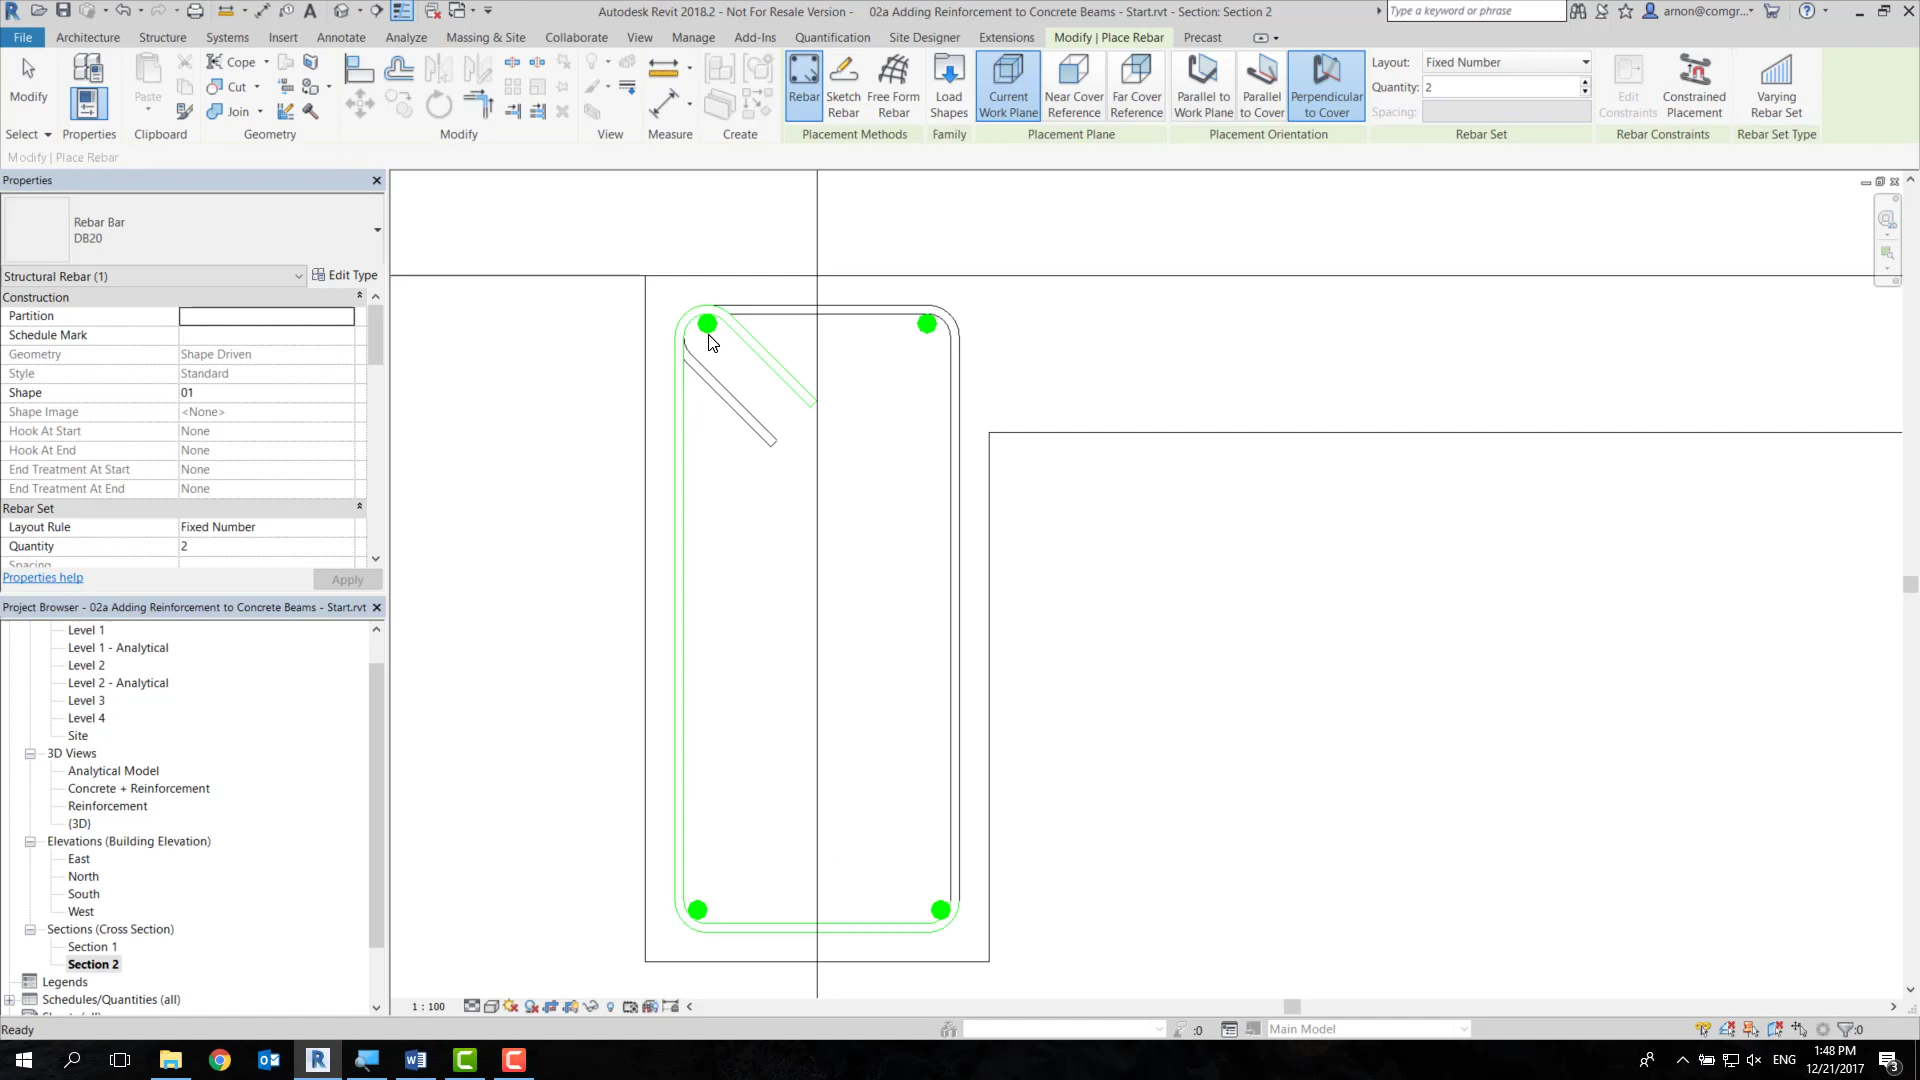 Autodesk Revit 2018.2 - Not For Resale Version - 02a Adding Reinforcement to Concrete Beams - Start.rvt - Section: Section 2
Type a keyword or phrase
arnon@comgr...
File Architecture Structure Systems Insert Annotate Analyze Massing & Site Collaborate View Manage Add-Ins Quantification Site Designer Extensions Modify | Place Rebar Precast
Modify
Paste
Cope
Cut
Join
Rebar
Sketch Rebar
Free Form Rebar
Load Shapes
Current Work Plane
Near Cover Reference
Far Cover Reference
Parallel to Work Plane
Parallel to Cover
Perpendicular to Cover
Layout: Fixed Number
Quantity: 2
Spacing:
Edit Constraints
Constrained Placement
Varying Rebar Set
Select Properties Clipboard Geometry Modify View Measure Create Placement Methods Family Placement Plane Placement Orientation Rebar Set Rebar Constraints Rebar Set Type
Modify | Place Rebar
Properties
Rebar Bar
DB20
Structural Rebar (1) Edit Type
Construction
Partition
Schedule Mark
Geometry Shape Driven
Style Standard
Shape 01
Shape Image <None>
Hook At Start None
Hook At End None
End Treatment At Start None
End Treatment At End None
Rebar Set
Layout Rule Fixed Number
Quantity 2
Spacing
Properties help Apply
Project Browser - 02a Adding Reinforcement to Concrete Beams - Start.rvt
Level 1
Level 1 - Analytical
Level 2
Level 2 - Analytical
Level 3
Level 4
Site
3D Views
Analytical Model
Concrete + Reinforcement
Reinforcement
{3D}
Elevations (Building Elevation)
East
North
South
West
Sections (Cross Section)
Section 1
Section 2
Legends
Schedules/Quantities (all)
1 : 100
Ready
:0
Main Model
:0
ENG
1:48 PM
12/21/2017
3